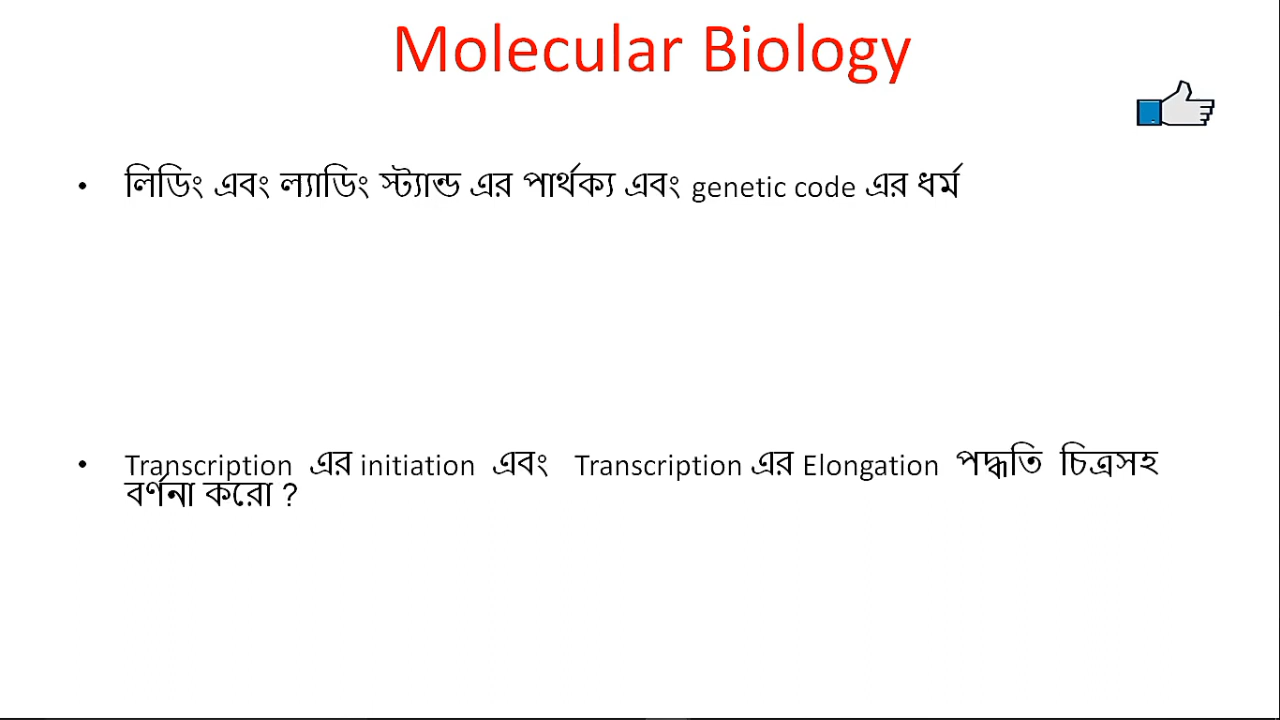 Molecular Biology
• লিডিং এবং ল্যাডিং স্ট্যান্ড এর পার্থক্য এবং genetic code এর ধর্ম
• Transcription এর initiation এবং Transcription এর Elongation পদ্ধতি চিত্রসহ
বর্ণনা করো ?